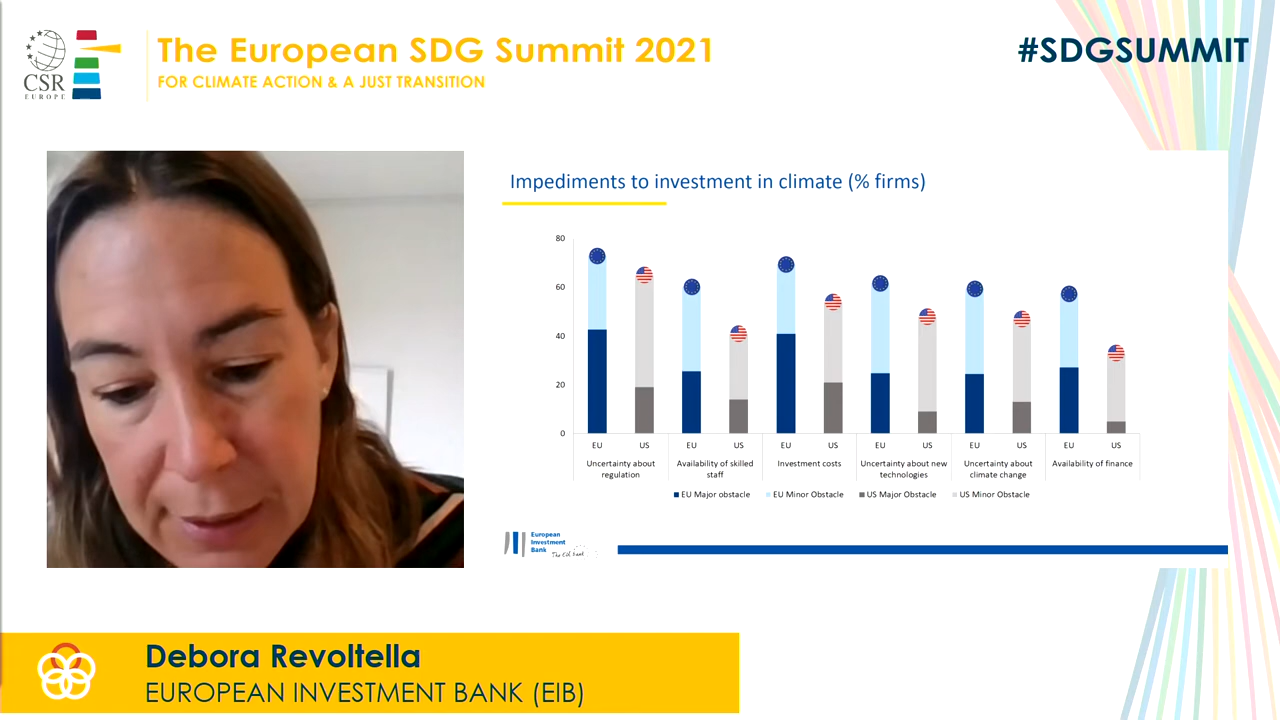 CSR
EUROPE
The European SDG Summit 2021
FOR CLIMATE ACTION & A JUST TRANSITION
#SDGSUMMIT
Impediments to investment in climate (% firms)
80
60
40
20
0
EU US EU US EU US EU US EU US EU US
Uncertainty about
regulation
Availability of skilled
staff
Investment costs
Uncertainty about new
technologies
Uncertainty about
climate change
Availability of finance
EU Major obstacle EU Minor Obstacle US Major Obstacle US Minor Obstacle
European
Investment
Bank
The EU bank
Debora Revoltella
EUROPEAN INVESTMENT BANK (EIB)